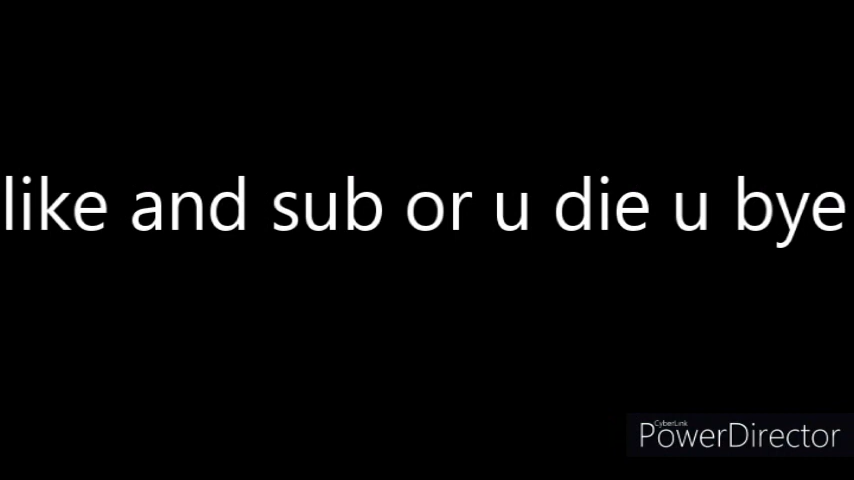 like and sub or u die u bye
CyberLink
PowerDirector